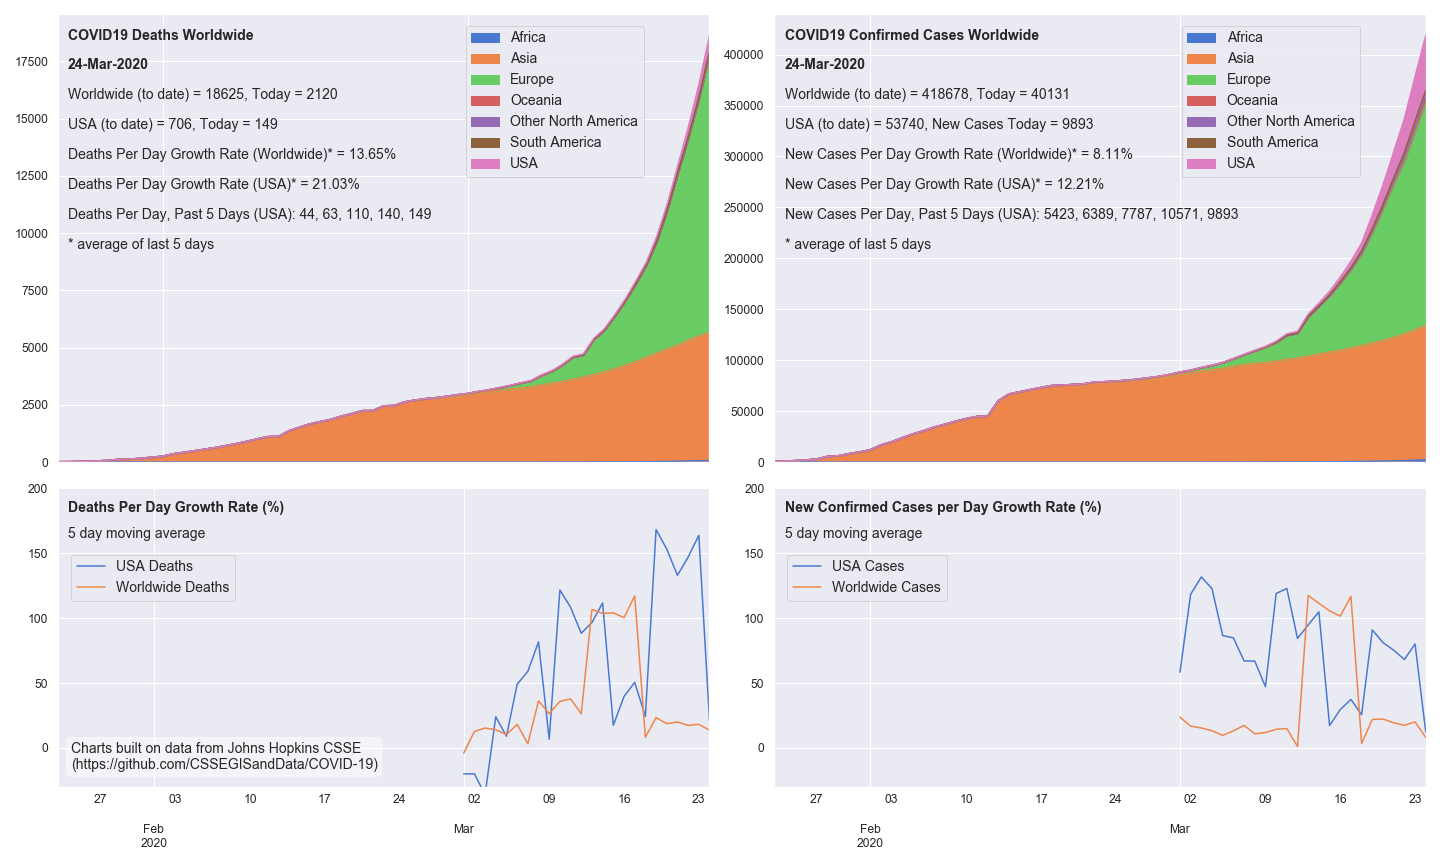 COVID19 Deaths Worldwide
24-Mar-2020
Worldwide (to date) = 18625, Today = 2120
USA (to date) = 706, Today = 149
Deaths Per Day Growth Rate (Worldwide)* = 13.65%
Deaths Per Day Growth Rate (USA)* = 21.03%
Deaths Per Day, Past 5 Days (USA): 44, 63, 110, 140, 149
* average of last 5 days
Africa
Asia
Europe
Oceania
Other North America
South America
USA
17500
15000
12500
10000
7500
5000
2500
0
COVID19 Confirmed Cases Worldwide
24-Mar-2020
Worldwide (to date) = 418678, Today = 40131
USA (to date) = 53740, New Cases Today = 9893
New Cases Per Day Growth Rate (Worldwide)* = 8.11%
New Cases Per Day Growth Rate (USA)* = 12.21%
New Cases Per Day, Past 5 Days (USA): 5423, 6389, 7787, 10571, 9893
* average of last 5 days
Africa
Asia
Europe
Oceania
Other North America
South America
USA
400000
350000
300000
250000
200000
150000
100000
50000
0
Deaths Per Day Growth Rate (%)
5 day moving average
USA Deaths
Worldwide Deaths
200
150
100
50
0
Charts built on data from Johns Hopkins CSSE
(https://github.com/CSSEGISandData/COVID-19)
27 03 10 17 24 02 09 16 23
Feb Mar
2020
New Confirmed Cases per Day Growth Rate (%)
5 day moving average
USA Cases
Worldwide Cases
200
150
100
50
0
27 03 10 17 24 02 09 16 23
Feb Mar
2020